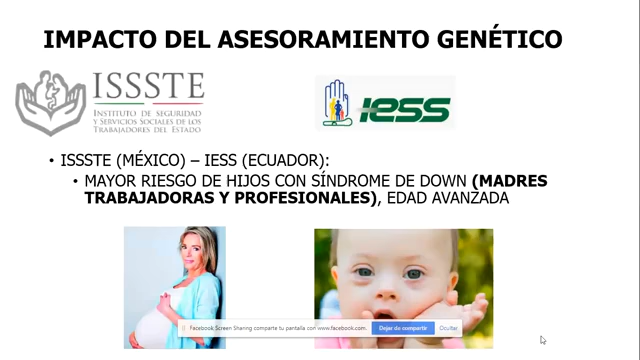 IMPACTO DEL ASESORAMIENTO GENÉTICO
ISSSTE
INSTITUTO DE SEGURIDAD
Y SERVICIOS SOCIALES DE LOS
TRABAJADORES DEL ESTADO
IESS
• ISSSTE (MÉXICO) – IESS (ECUADOR):
• MAYOR RIESGO DE HIJOS CON SÍNDROME DE DOWN (MADRES
TRABAJADORAS Y PROFESIONALES), EDAD AVANZADA
Facebook Screen Sharing comparte tu pantalla con www.facebook.com. Dejar de compartir Ocultar